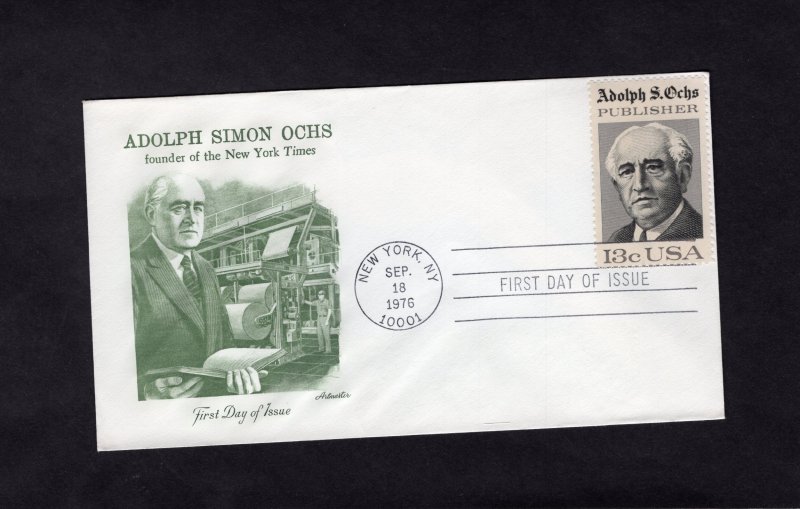 ADOLPH SIMON OCHS
founder of the New York Times
First Day of Issue
Artmaster
NEW YORK, NY
SEP.
18
1976
10001
FIRST DAY OF ISSUE
Adolph S. Ochs
PUBLISHER
13c USA